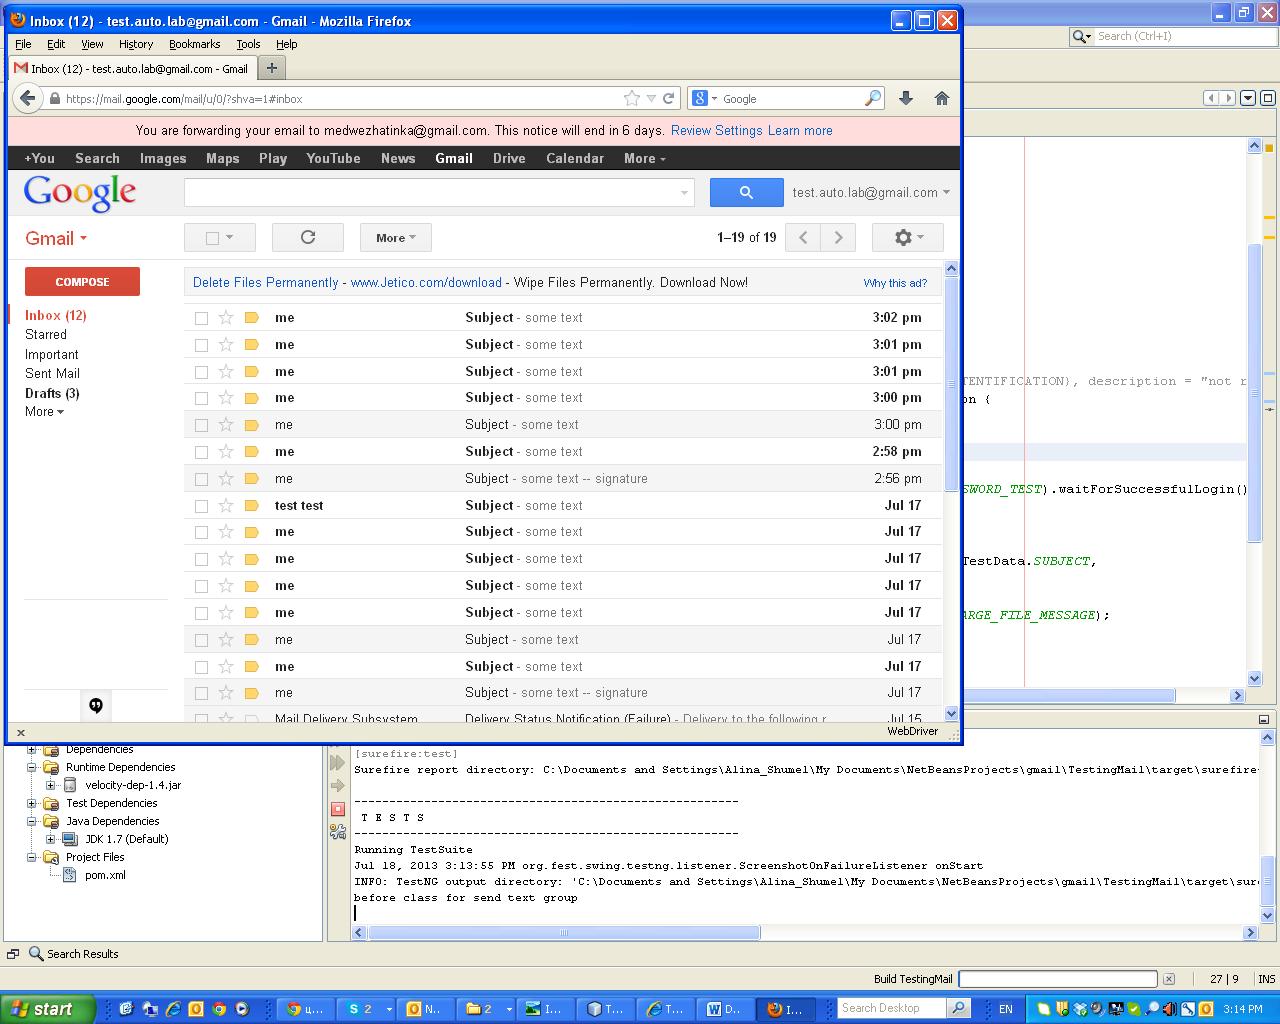 Inbox (12) - test.auto.lab@gmail.com - Gmail - Mozilla Firefox
File Edit View History Bookmarks Tools Help
Search (Ctrl+I)
Inbox (12) - test.auto.lab@gmail.com - Gmail
https://mail.google.com/mail/u/0/?shva=1#inbox
Google
You are forwarding your email to medwezhatinka@gmail.com. This notice will end in 6 days. Review Settings Learn more
+You Search Images Maps Play YouTube News Gmail Drive Calendar More
Google
test.auto.lab@gmail.com
Gmail
More
1–19 of 19
COMPOSE
Inbox (12)
Starred
Important
Sent Mail
Drafts (3)
More
Delete Files Permanently - www.Jetico.com/download - Wipe Files Permanently. Download Now! Why this ad?
me Subject - some text 3:02 pm
me Subject - some text 3:01 pm
me Subject - some text 3:01 pm
me Subject - some text 3:00 pm
me Subject - some text 3:00 pm
me Subject - some text 2:58 pm
me Subject - some text -- signature 2:56 pm
test test Subject - some text Jul 17
me Subject - some text Jul 17
me Subject - some text Jul 17
me Subject - some text Jul 17
me Subject - some text Jul 17
me Subject - some text Jul 17
me Subject - some text Jul 17
me Subject - some text -- signature Jul 17
Mail Delivery Subsystem Delivery Status Notification (Failure) - Delivery to the following r Jul 15
WebDriver
TENTIFICATION}, description = "not r
on {
SWORD_TEST).waitForSuccessfulLogin()
TestData.SUBJECT,
ARGE_FILE_MESSAGE);
Dependencies
Runtime Dependencies
velocity-dep-1.4.jar
Test Dependencies
Java Dependencies
JDK 1.7 (Default)
Project Files
pom.xml
[surefire:test]
Surefire report directory: C:\Documents and Settings\Alina_Shumel\My Documents\NetBeansProjects\gmail\TestingMail\target\surefire
-------------------------------------------------------
T E S T S
-------------------------------------------------------
Running TestSuite
Jul 18, 2013 3:13:55 PM org.fest.swing.testng.listener.ScreenshotOnFailureListener onStart
INFO: TestNG output directory: 'C:\Documents and Settings\Alina_Shumel\My Documents\NetBeansProjects\gmail\TestingMail\target\sure
before class for send text group
Search Results
Build TestingMail 27 | 9 INS
start
ц... 2 N... 2 I... T... T... D... I...
Search Desktop
EN
3:14 PM